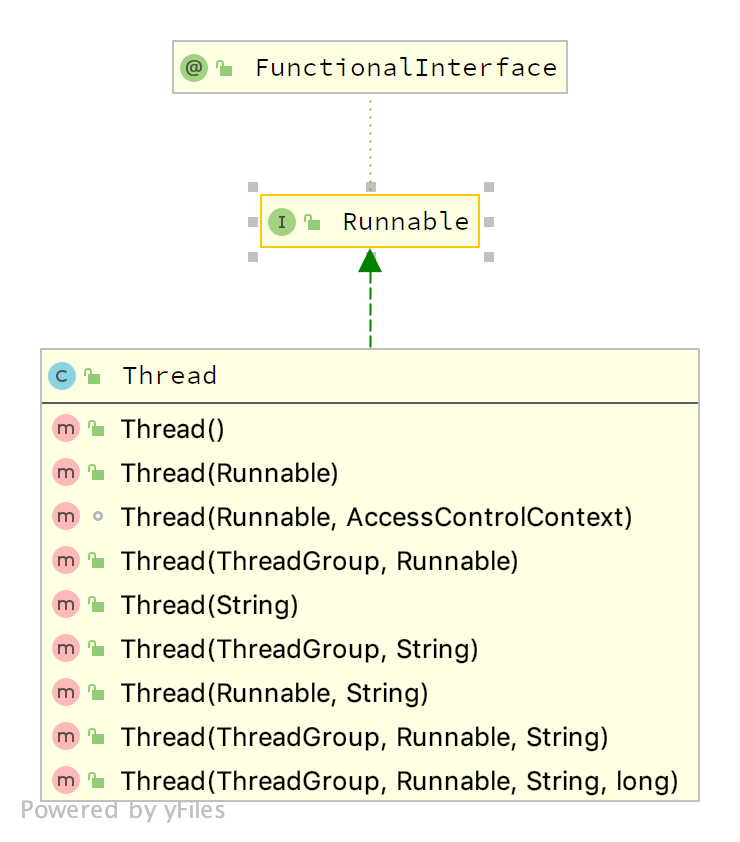 @ FunctionalInterface
I Runnable
C Thread
m Thread()
m Thread(Runnable)
m Thread(Runnable, AccessControlContext)
m Thread(ThreadGroup, Runnable)
m Thread(String)
m Thread(ThreadGroup, String)
m Thread(Runnable, String)
m Thread(ThreadGroup, Runnable, String)
m Thread(ThreadGroup, Runnable, String, long)
Powered by yFiles